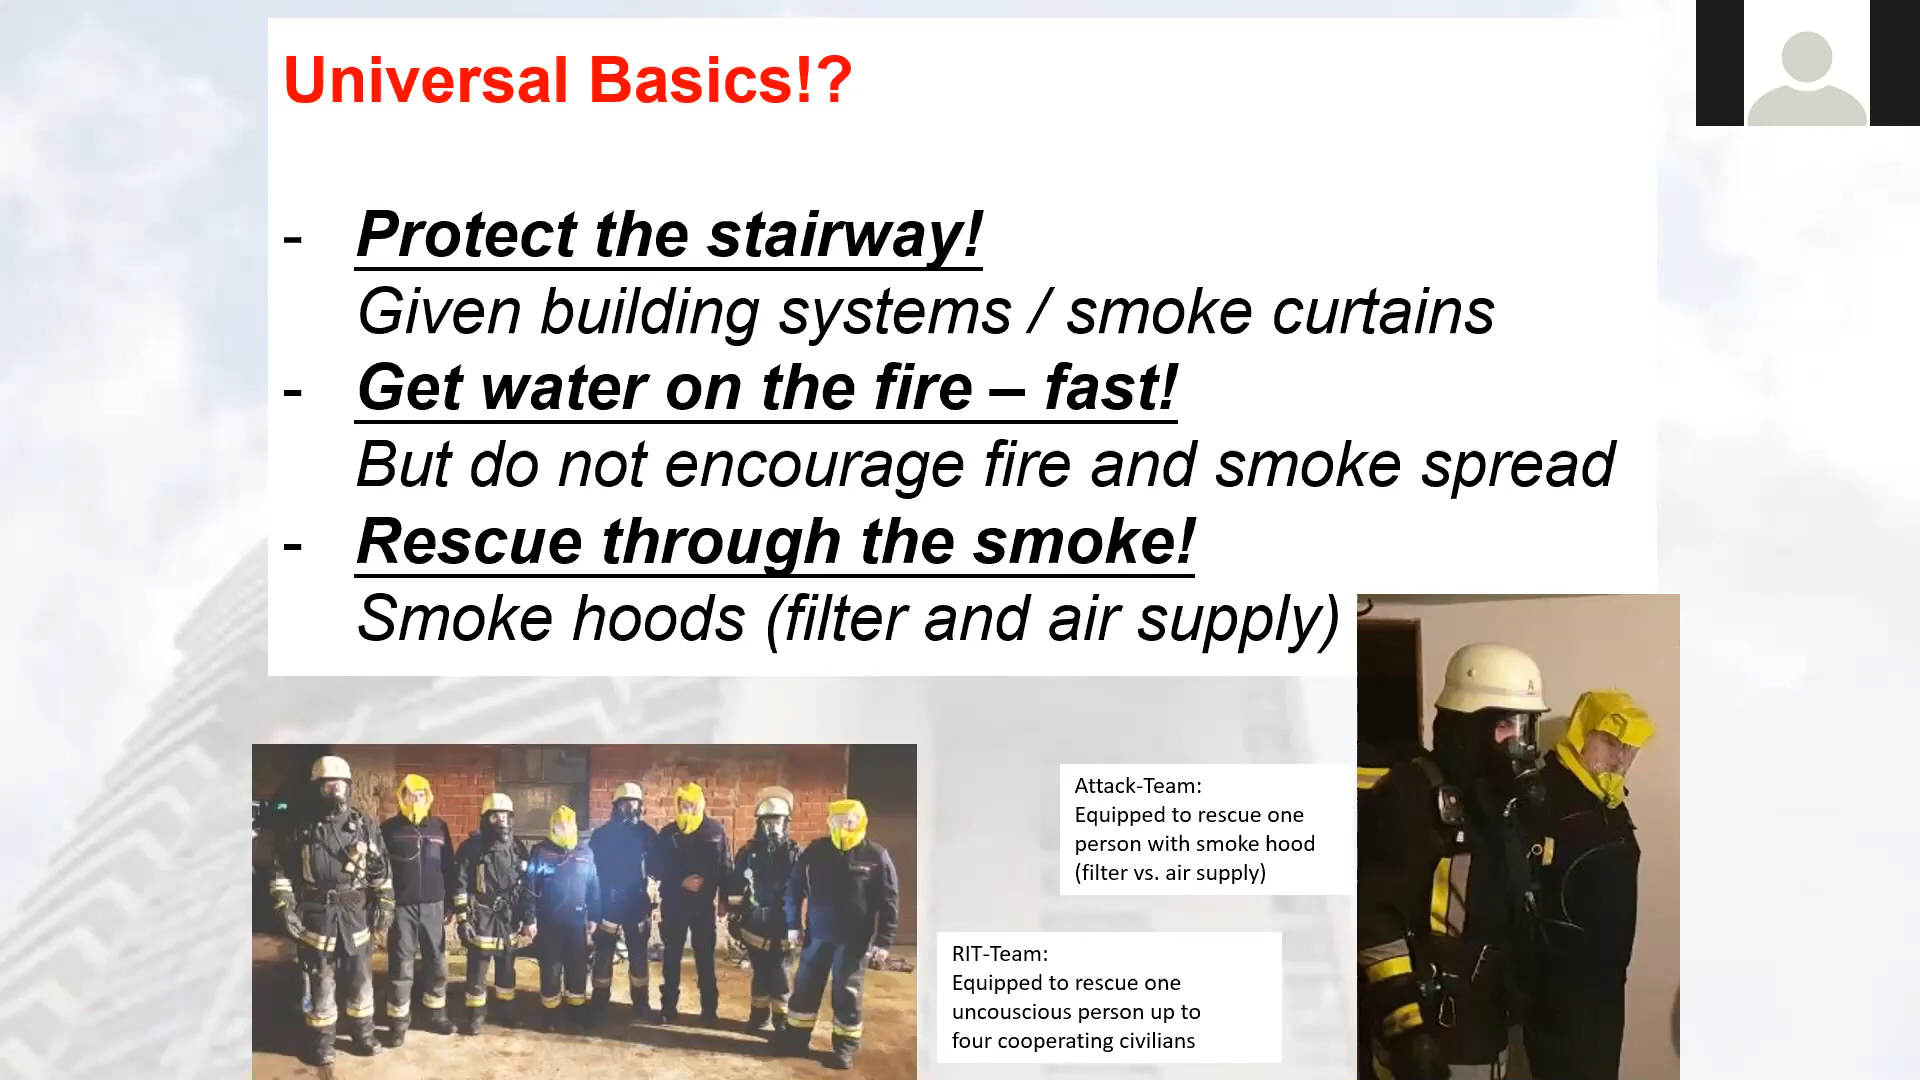 Universal Basics!?
- Protect the stairway!
Given building systems / smoke curtains
- Get water on the fire – fast!
But do not encourage fire and smoke spread
- Rescue through the smoke!
Smoke hoods (filter and air supply)
Attack-Team:
Equipped to rescue one
person with smoke hood
(filter vs. air supply)
RIT-Team:
Equipped to rescue one
uncouscious person up to
four cooperating civilians